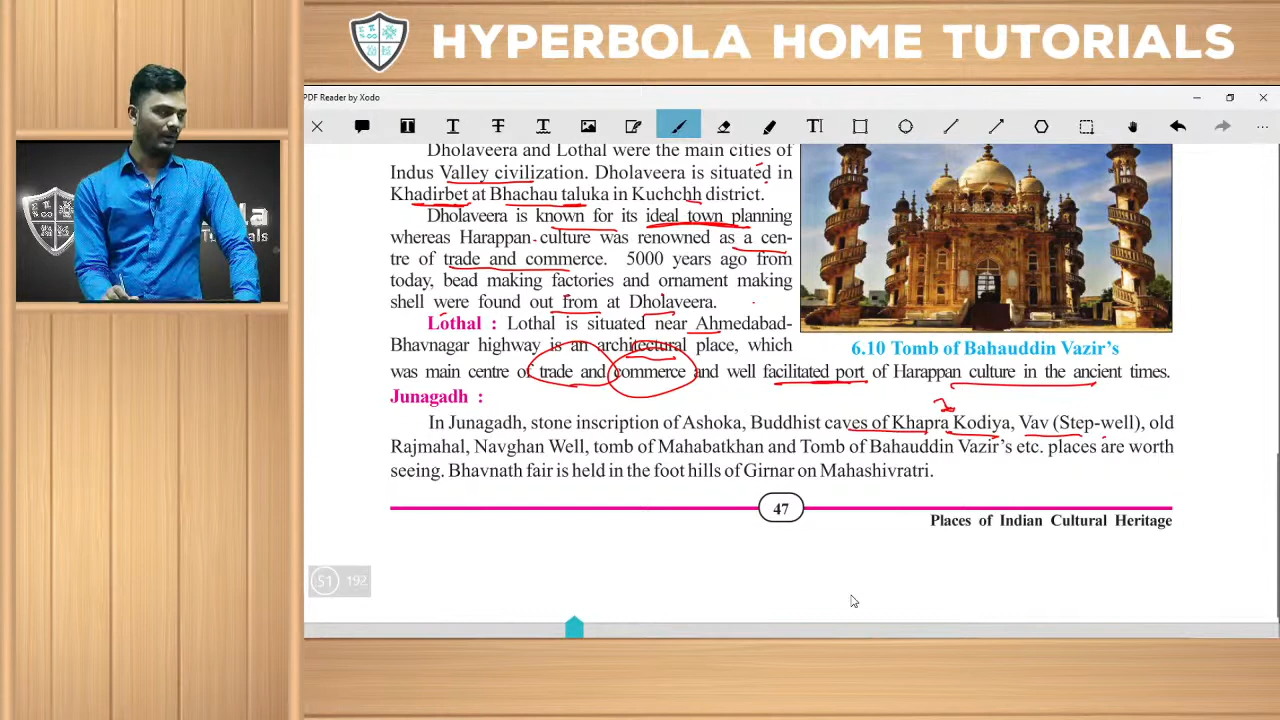 HYPERBOLA HOME TUTORIALS
PDF Reader by Xodo
Dholaveera and Lothal were the main cities of
Indus Valley civilization. Dholaveera is situated in
Khadirbet at Bhachau taluka in Kuchchh district.
Dholaveera is known for its ideal town planning
whereas Harappan culture was renowned as a cen-
tre of trade and commerce. 5000 years ago from
today, bead making factories and ornament making
shell were found out from at Dholaveera.
Lothal : Lothal is situated near Ahmedabad-
Bhavnagar highway is an architectural place, which
6.10 Tomb of Bahauddin Vazir's
was main centre of trade and commerce and well facilitated port of Harappan culture in the ancient times.
Junagadh :
In Junagadh, stone inscription of Ashoka, Buddhist caves of Khapra Kodiya, Vav (Step-well), old
Rajmahal, Navghan Well, tomb of Mahabatkhan and Tomb of Bahauddin Vazir's etc. places are worth
seeing. Bhavnath fair is held in the foot hills of Girnar on Mahashivratri.
47
Places of Indian Cultural Heritage
51 192